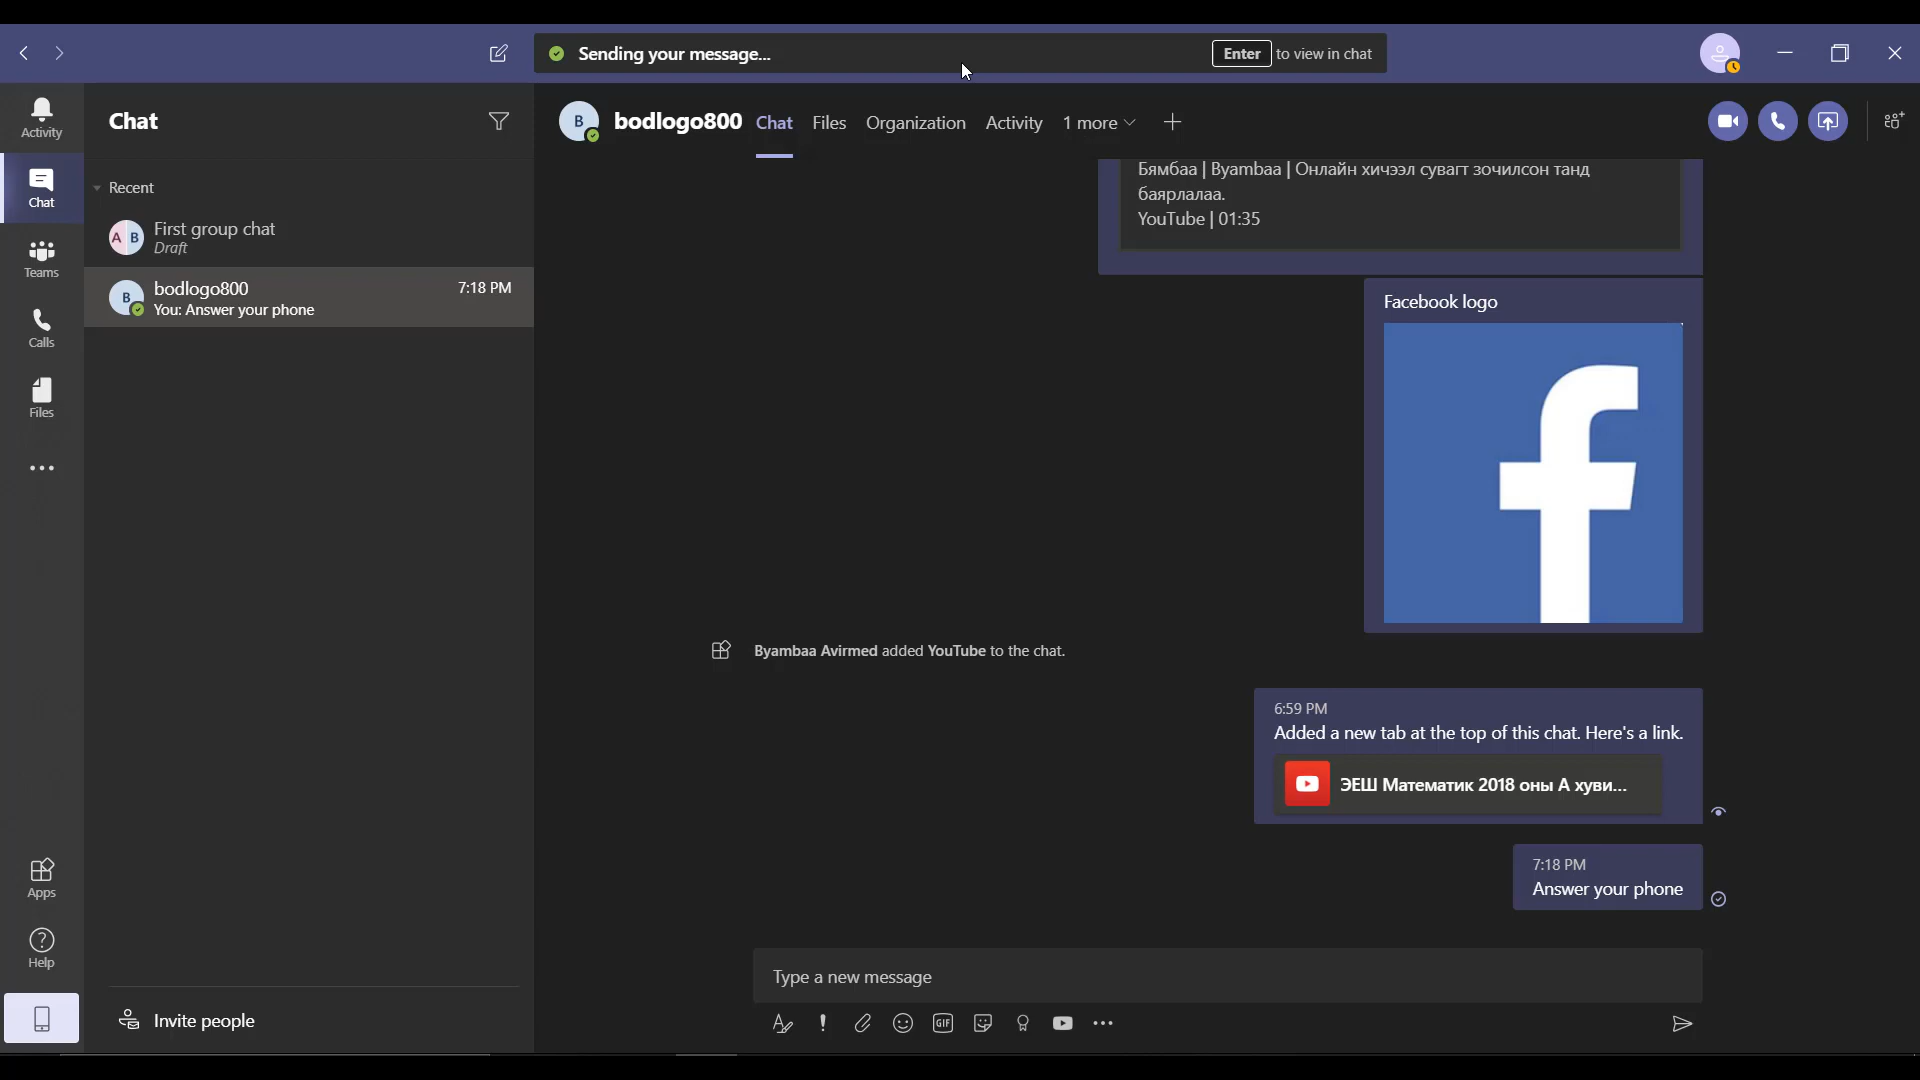 Sending your message...
Enter to view in chat
Activity
Chat
Teams
Calls
Files
Apps
Help
Chat
Recent
A B
First group chat
Draft
B
bodlogo800
7:18 PM
You: Answer your phone
Invite people
B
bodlogo800
Chat
Files
Organization
Activity
1 more
Бямбаа | Byambaa | Онлайн хичээл сувагт зочилсон танд
баярлалаа.
YouTube | 01:35
Facebook logo
Byambaa Avirmed added YouTube to the chat.
6:59 PM
Added a new tab at the top of this chat. Here's a link.
ЭЕШ Математик 2018 оны А хуви...
7:18 PM
Answer your phone
Type a new message
GIF